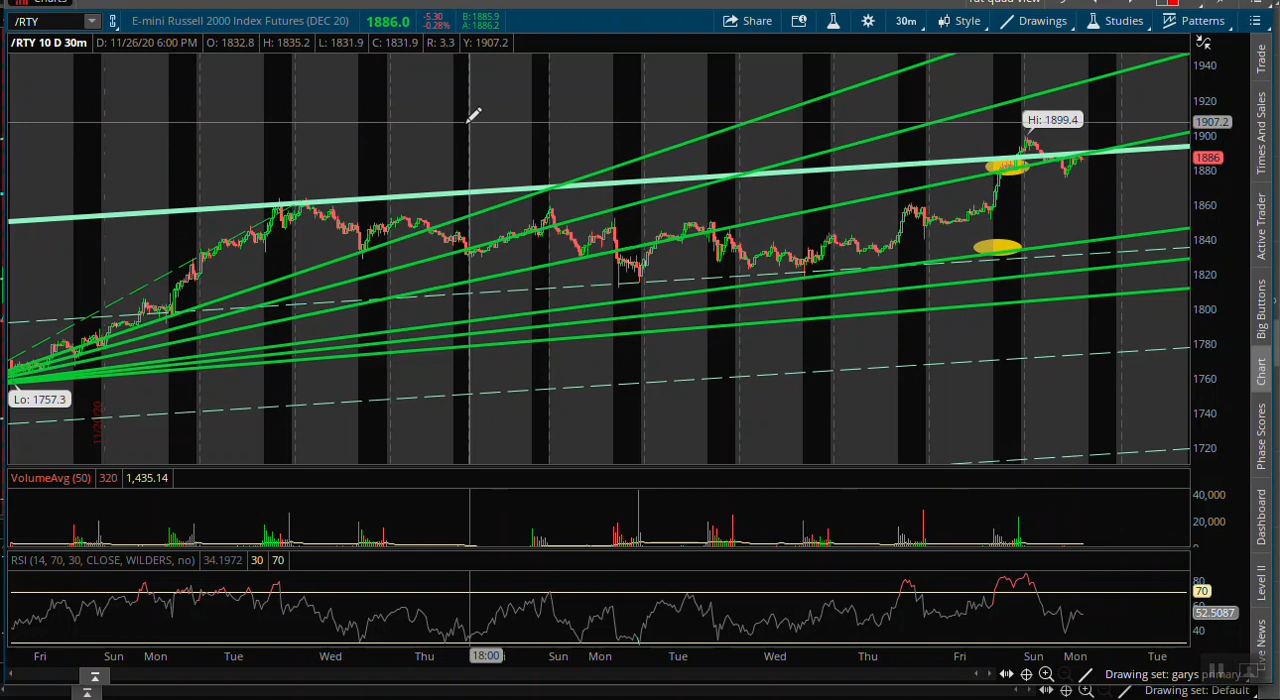 Charts
/RTY E-mini Russell 2000 Index Futures (DEC 20) 1886.0 -5.30 -0.28% B: 1885.9 A: 1886.2 Share 30m Style Drawings Studies Patterns
/RTY 10 D 30m D: 11/26/20 6:00 PM O: 1832.8 H: 1835.2 L: 1831.9 C: 1831.9 R: 3.3 Y: 1907.2
1940
1920
Hi: 1899.4
1907.2
1900
1886
1880
1860
1840
1820
1800
1780
1760
1740
1720
Lo: 1757.3
11/20/20
VolumeAvg (50) 320 1,435.14
40,000
20,000
RSI (14, 70, 30, CLOSE, WILDERS, no) 34.1972 30 70
80
70
60
52.5087
40
Fri Sun Mon Tue Wed Thu 18:00 Sun Mon Tue Wed Thu Fri Sun Mon Tue
Drawing set: garys primary
Drawing set: Default
Trade
Times And Sales
Active Trader
Big Buttons
Chart
Phase Scores
Dashboard
Level II
Live News